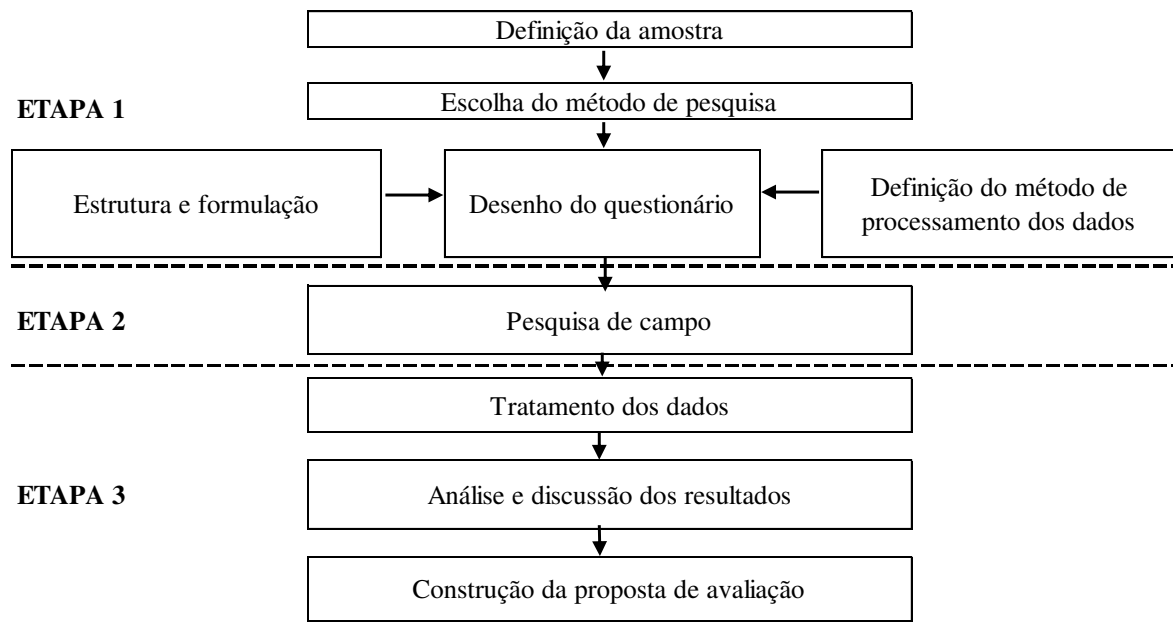 Definição da amostra
ETAPA 1
Escolha do método de pesquisa
Estrutura e formulação
Desenho do questionário
Definição do método de
processamento dos dados
ETAPA 2
Pesquisa de campo
Tratamento dos dados
ETAPA 3
Análise e discussão dos resultados
Construção da proposta de avaliação